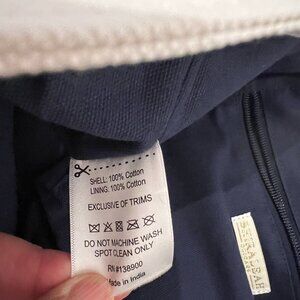 SHELL: 100% Cotton
LINING: 100% Cotton
EXCLUSIVE OF TRIMS
DO NOT MACHINE WASH
SPOT CLEAN ONLY
RN#138900
Made in India